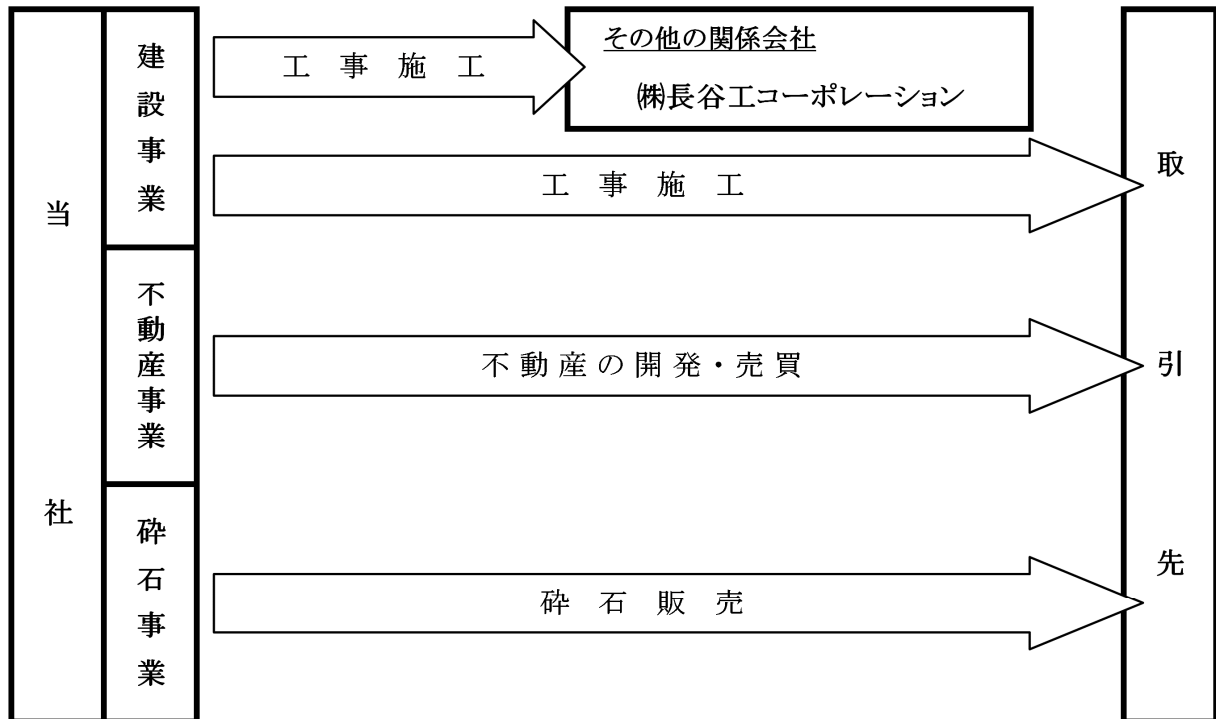 当社
建設事業
工事施工
その他の関係会社
㈱長谷工コーポレーション
工事施工
不動産事業
不動産の開発・売買
砕石事業
砕石販売
取引先